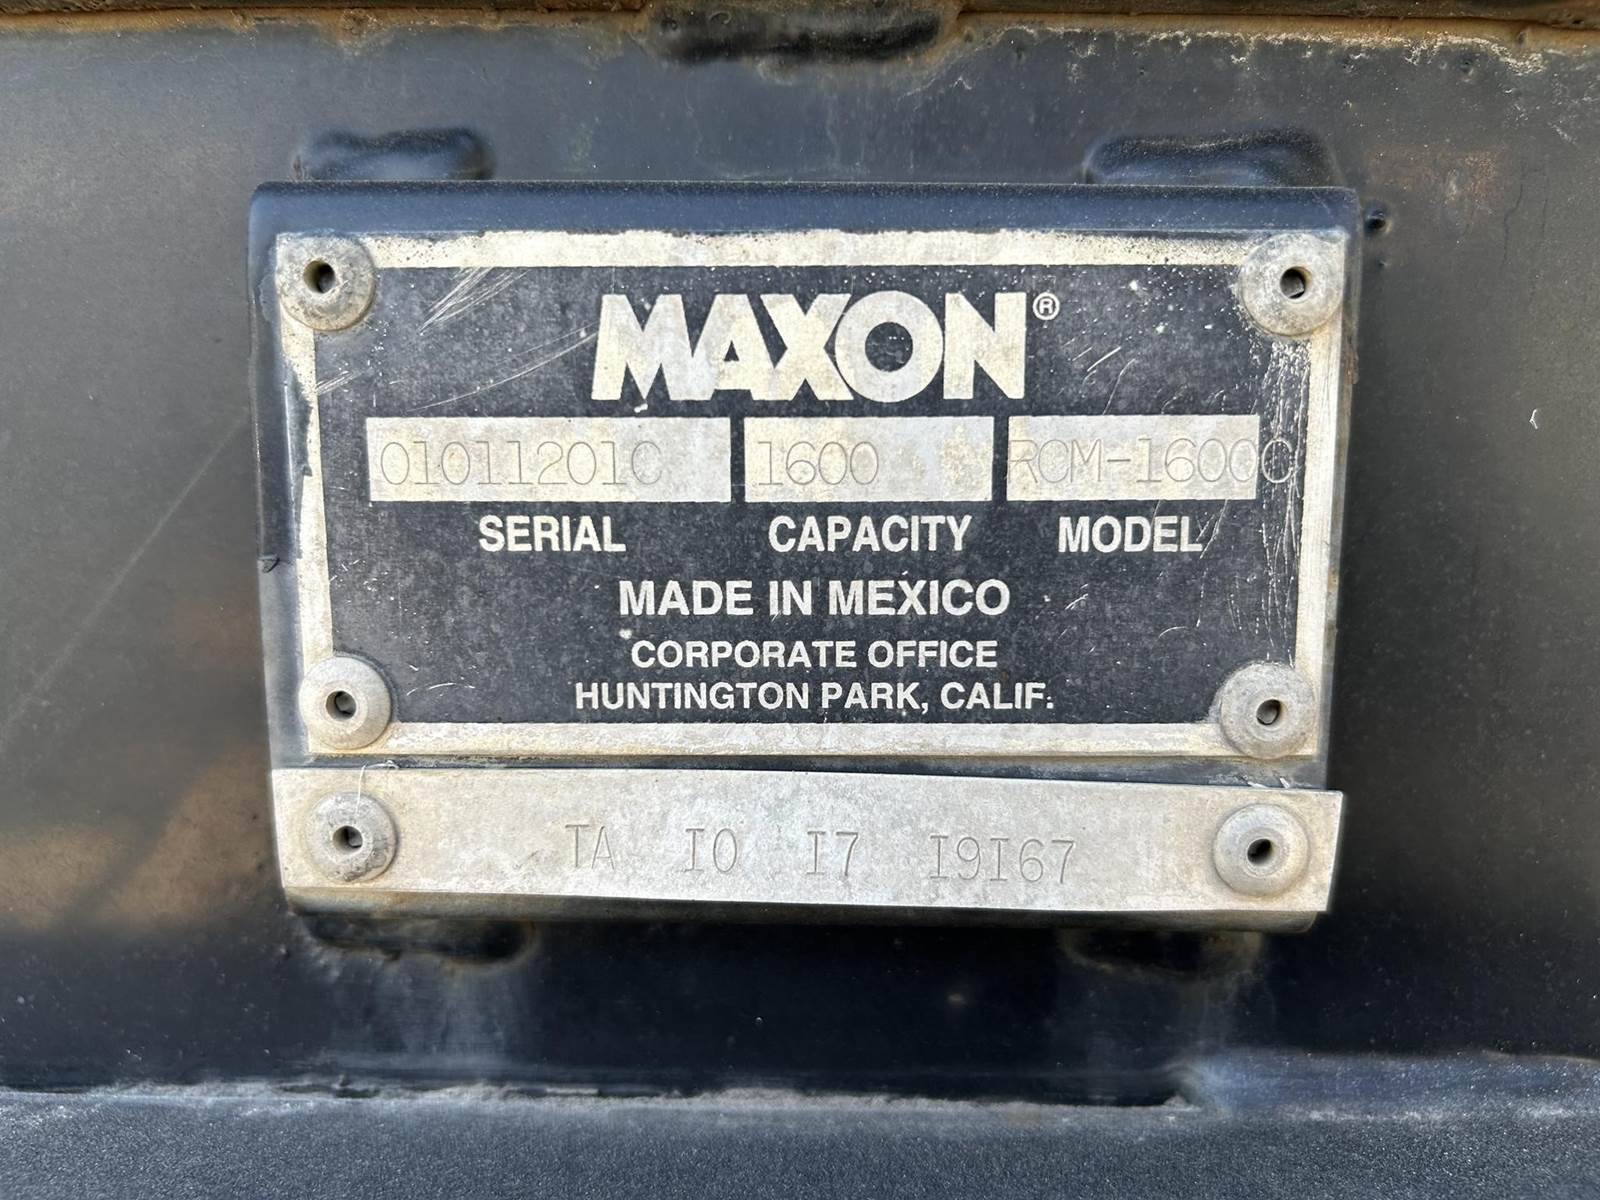 MAXON®
01011201C 1600 RCM-1600C
SERIAL CAPACITY MODEL
MADE IN MEXICO
CORPORATE OFFICE
HUNTINGTON PARK, CALIF.
IA I0 I7 I9I67